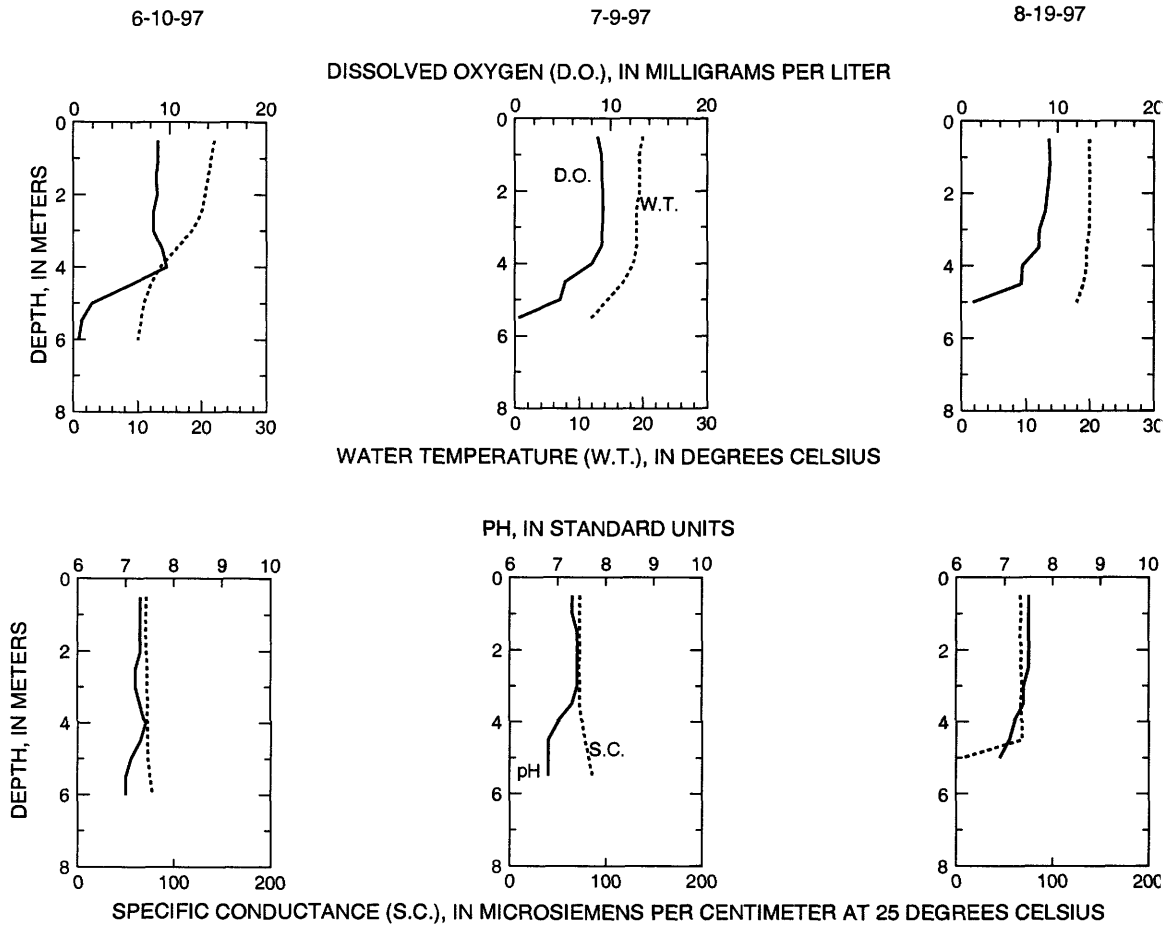 6-10-97 7-9-97 8-19-97
DISSOLVED OXYGEN (D.O.), IN MILLIGRAMS PER LITER
0 10 20 0 10 20 0 10 20
0
2
4
6
8
DEPTH, IN METERS
0 10 20 30
0
2
4
6
8
D.O.
W.T.
0 10 20 30
0
2
4
6
8
0 10 20 30
WATER TEMPERATURE (W.T.), IN DEGREES CELSIUS
PH, IN STANDARD UNITS
6 7 8 9 10 6 7 8 9 10 6 7 8 9 10
0
2
4
6
8
DEPTH, IN METERS
0 100 200
0
2
4
6
8
pH
S.C.
0 100 200
0
2
4
6
8
0 100 200
SPECIFIC CONDUCTANCE (S.C.), IN MICROSIEMENS PER CENTIMETER AT 25 DEGREES CELSIUS